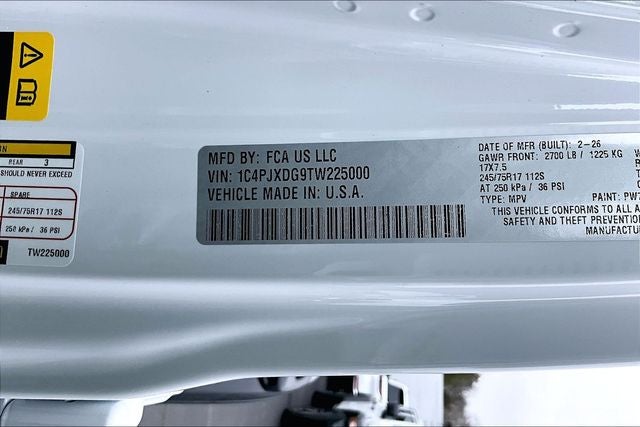 N
REAR 3
SHOULD NEVER EXCEED
SPARE
S 245/75R17 112S
250 kPa / 36 PSI
TW225000
MFD BY: FCA US LLC
VIN: 1C4PJXDG9TW225000
VEHICLE MADE IN: U.S.A.
DATE OF MFR (BUILT): 2-26
GAWR FRONT: 2700 LB / 1225 KG
17X7.5
245/75R17 112S
AT 250 kPa / 36 PSI
TYPE: MPV PAINT: PW7
THIS VEHICLE CONFORMS TO ALL A
SAFETY AND THEFT PREVENTION
MANUFACTU